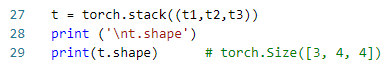 27 t = torch.stack((t1,t2,t3))
28 print ('\nt.shape')
29 print(t.shape) # torch.Size([3, 4, 4])